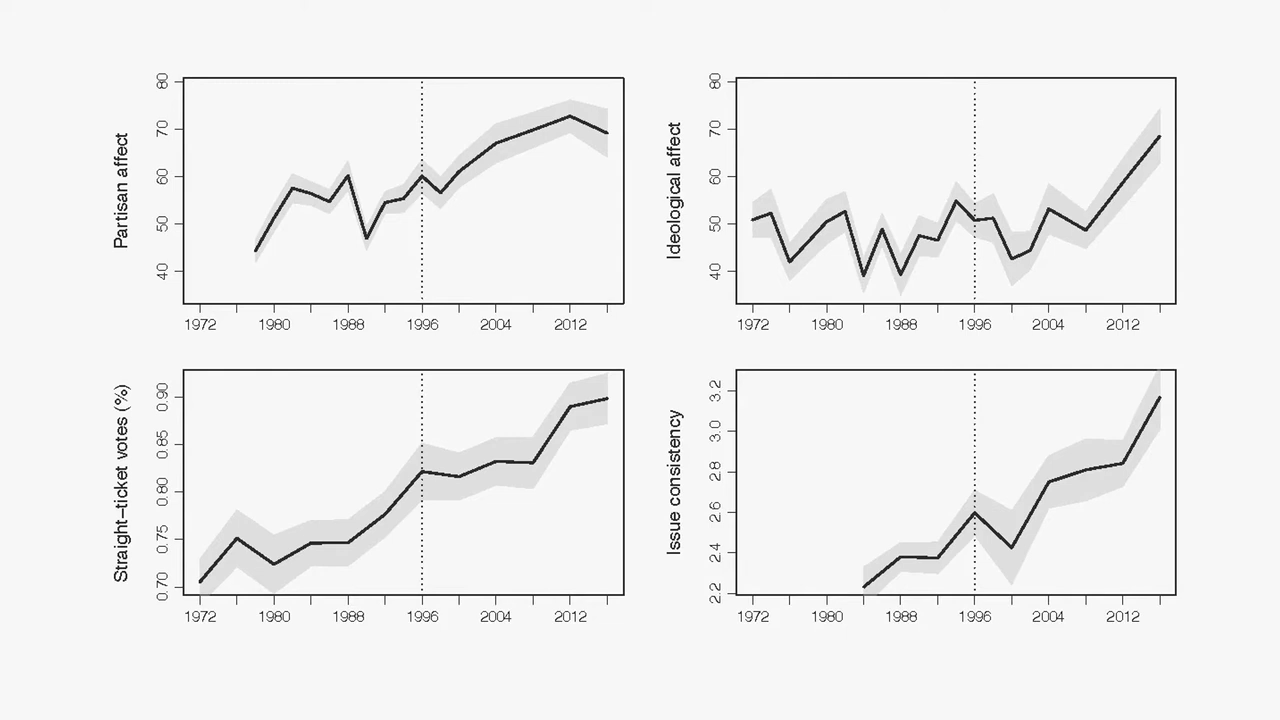 Partisan affect
80
70
60
50
40
1972 1980 1988 1996 2004 2012
Ideological affect
80
70
60
50
40
1972 1980 1988 1996 2004 2012
Straight-ticket votes (%)
0.90
0.85
0.80
0.75
0.70
1972 1980 1988 1996 2004 2012
Issue consistency
3.2
3.0
2.8
2.6
2.4
2.2
1972 1980 1988 1996 2004 2012